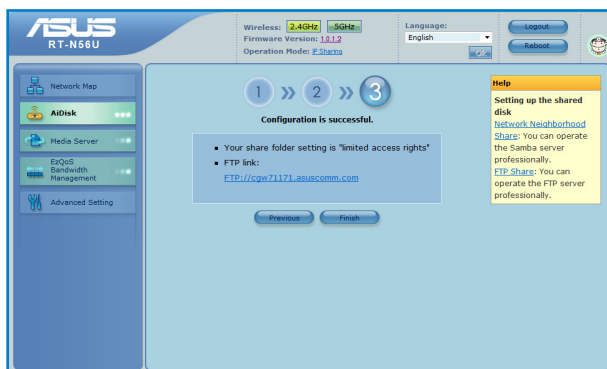 ASUS
RT-N56U
Wireless: 2.4GHz 5GHz
Firmware Version: 1.0.1.2
Operation Mode: IP Sharing
Language:
English
OK
Logout
Reboot
Network Map
AiDisk
Media Server
EzQoS
Bandwidth
Management
Advanced Setting
1 » 2 » 3
Configuration is successful.
Your share folder setting is "limited access rights"
FTP link:
FTP://cgw71171.asuscomm.com
Previous
Finish
Help
Setting up the shared
disk
Network Neighborhood
Share: You can operate
the Samba server
professionally.
FTP Share: You can
operate the FTP server
professionally.